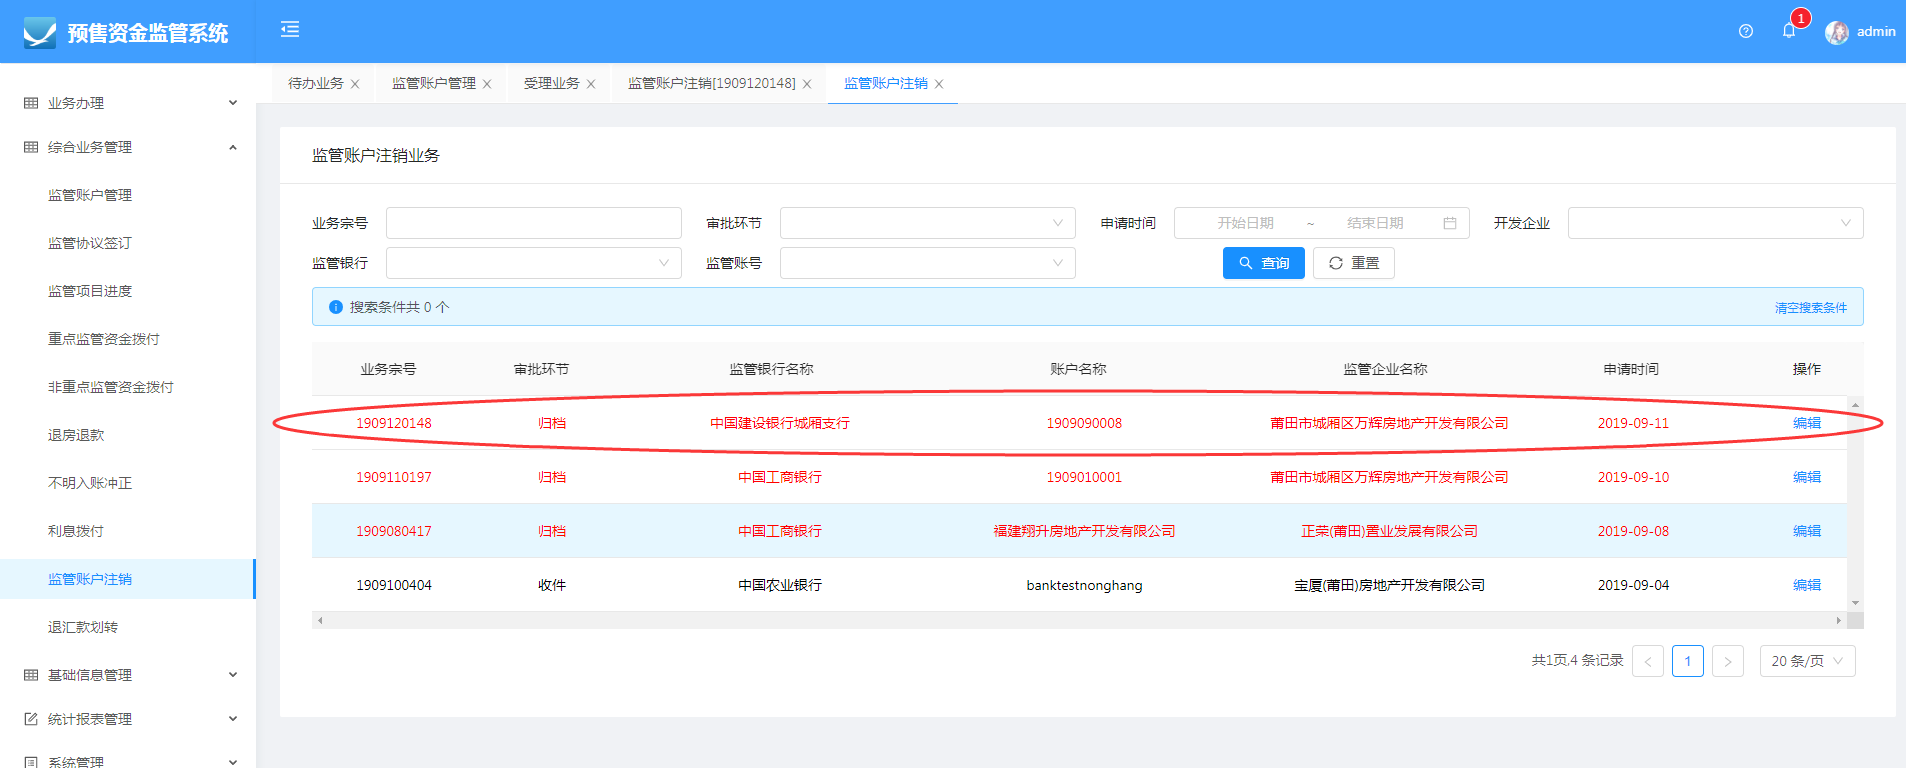 预售资金监管系统
1
admin
待办业务
监管账户管理
受理业务
监管账户注销[1909120148]
监管账户注销
业务办理
综合业务管理
监管账户管理
监管协议签订
监管项目进度
重点监管资金拨付
非重点监管资金拨付
退房退款
不明入账冲正
利息拨付
监管账户注销
退汇款划转
基础信息管理
统计报表管理
系统管理
监管账户注销业务
业务宗号 审批环节 申请时间 开始日期 ~ 结束日期 开发企业
监管银行 监管账号 查询 重置
搜索条件共 0 个 清空搜索条件
业务宗号 审批环节 监管银行名称 账户名称 监管企业名称 申请时间 操作
1909120148 归档 中国建设银行城厢支行 1909090008 莆田市城厢区万辉房地产开发有限公司 2019-09-11 编辑
1909110197 归档 中国工商银行 1909010001 莆田市城厢区万辉房地产开发有限公司 2019-09-10 编辑
1909080417 归档 中国工商银行 福建翔升房地产开发有限公司 正荣(莆田)置业发展有限公司 2019-09-08 编辑
1909100404 收件 中国农业银行 banktestnonghang 宝厦(莆田)房地产开发有限公司 2019-09-04 编辑
共1页,4 条记录 < 1 > 20 条/页